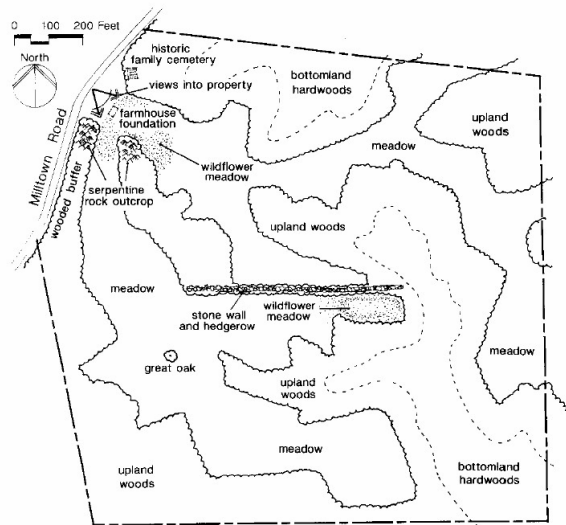 0 100 200 Feet
North
historic
family cemetery
views into property
farmhouse
foundation
bottomland
hardwoods
upland
woods
Milltown Road
wooded buffer
serpentine
rock outcrop
wildflower
meadow
meadow
upland woods
meadow
stone wall
and hedgerow
wildflower
meadow
meadow
great oak
upland
woods
meadow
upland
woods
bottomland
hardwoods